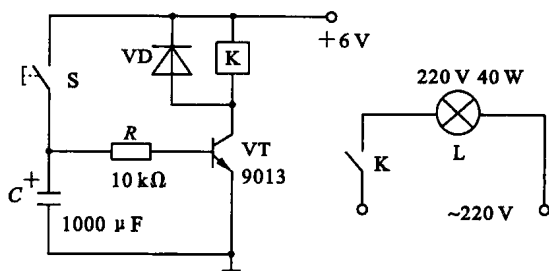 +6 V
VD
K
S
220 V 40 W
R
VT
K
L
10 kΩ
9013
C
+
1000 μF
~220 V